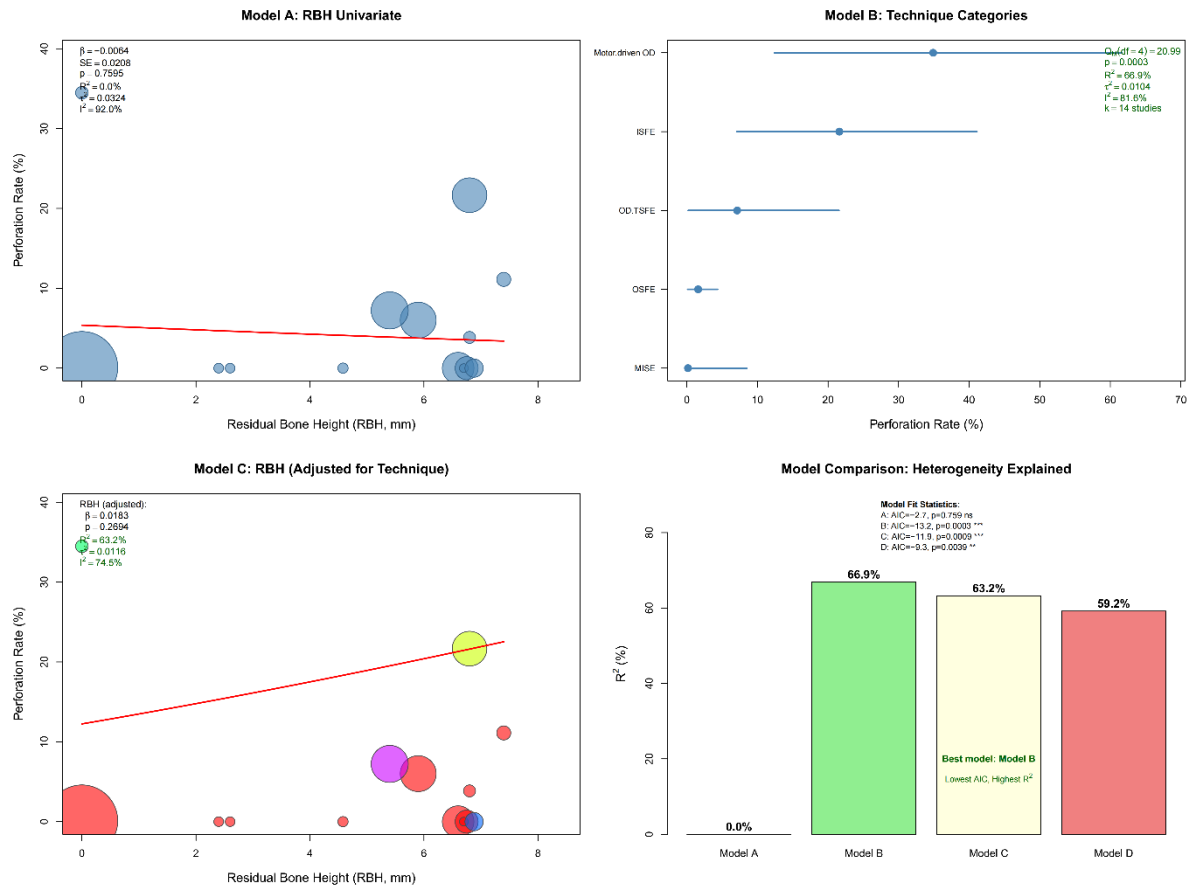 Model A: RBH Univariate
β = −0.0064
SE = 0.0208
p = 0.7595
R² = 0.0%
τ² = 0.0324
I² = 92.0%
Perforation Rate (%)
40
30
20
10
0
0 2 4 6 8
Residual Bone Height (RBH, mm)
Model B: Technique Categories
Motor.driven OD
ISFE
OD.TSFE
OSFE
MISE
(df = 4) = 20.99
p = 0.0003
R² = 66.9%
τ² = 0.0104
I² = 81.6%
k = 14 studies
0 10 20 30 40 50 60 70
Perforation Rate (%)
Model C: RBH (Adjusted for Technique)
RBH (adjusted):
β = 0.0183
p = 0.2694
R² = 63.2%
τ² = 0.0116
I² = 74.5%
Perforation Rate (%)
40
30
20
10
0
0 2 4 6 8
Residual Bone Height (RBH, mm)
Model Comparison: Heterogeneity Explained
Model Fit Statistics:
A: AIC=−2.7, p=0.759 ns
B: AIC=−13.2, p=0.0003 ***
C: AIC=−11.9, p=0.0009 ***
D: AIC=−9.3, p=0.0039 **
R² (%)
80
60
40
20
0
0.0%
66.9%
63.2%
59.2%
Best model: Model B
Lowest AIC, Highest R²
Model A Model B Model C Model D